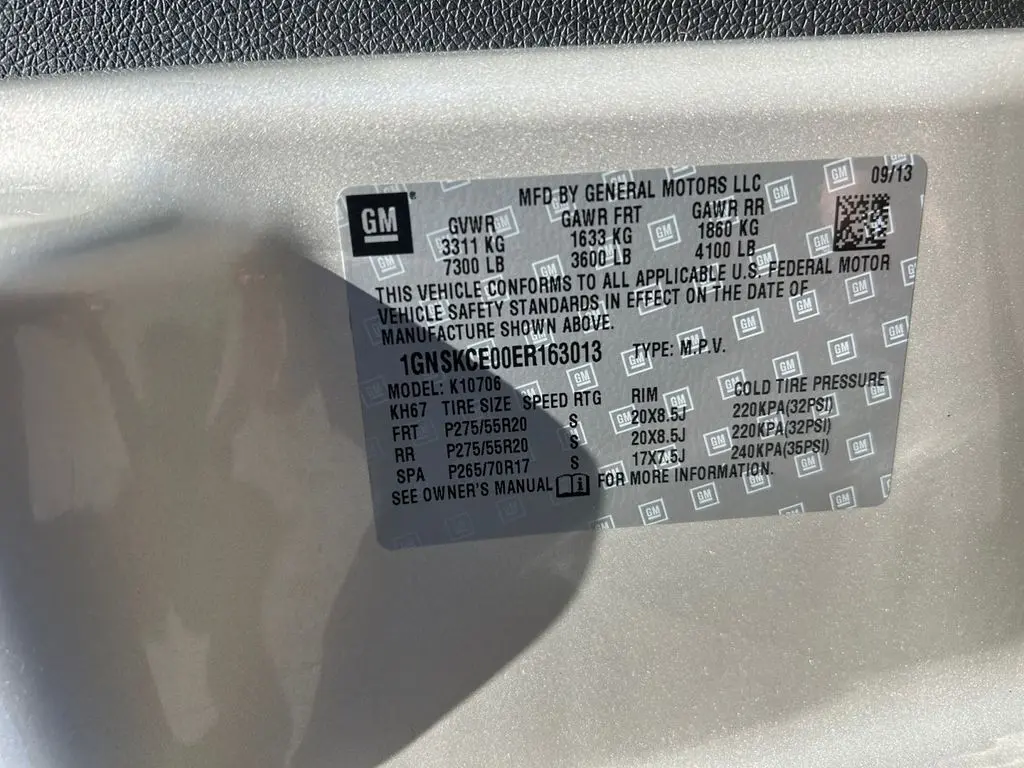 GM
MFD BY GENERAL MOTORS LLC 09/13
GVWR GAWR FRT GAWR RR
3311 KG 1633 KG 1860 KG
7300 LB 3600 LB 4100 LB
THIS VEHICLE CONFORMS TO ALL APPLICABLE U.S. FEDERAL MOTOR
VEHICLE SAFETY STANDARDS IN EFFECT ON THE DATE OF
MANUFACTURE SHOWN ABOVE.
1GNSKCE00ER163013 TYPE: M.P.V.
MODEL: K10706
KH67 TIRE SIZE SPEED RTG RIM COLD TIRE PRESSURE
FRT P275/55R20 S 20X8.5J 220KPA(32PSI)
RR P275/55R20 S 20X8.5J 220KPA(32PSI)
SPA P265/70R17 S 17X7.5J 240KPA(35PSI)
SEE OWNER'S MANUAL FOR MORE INFORMATION.